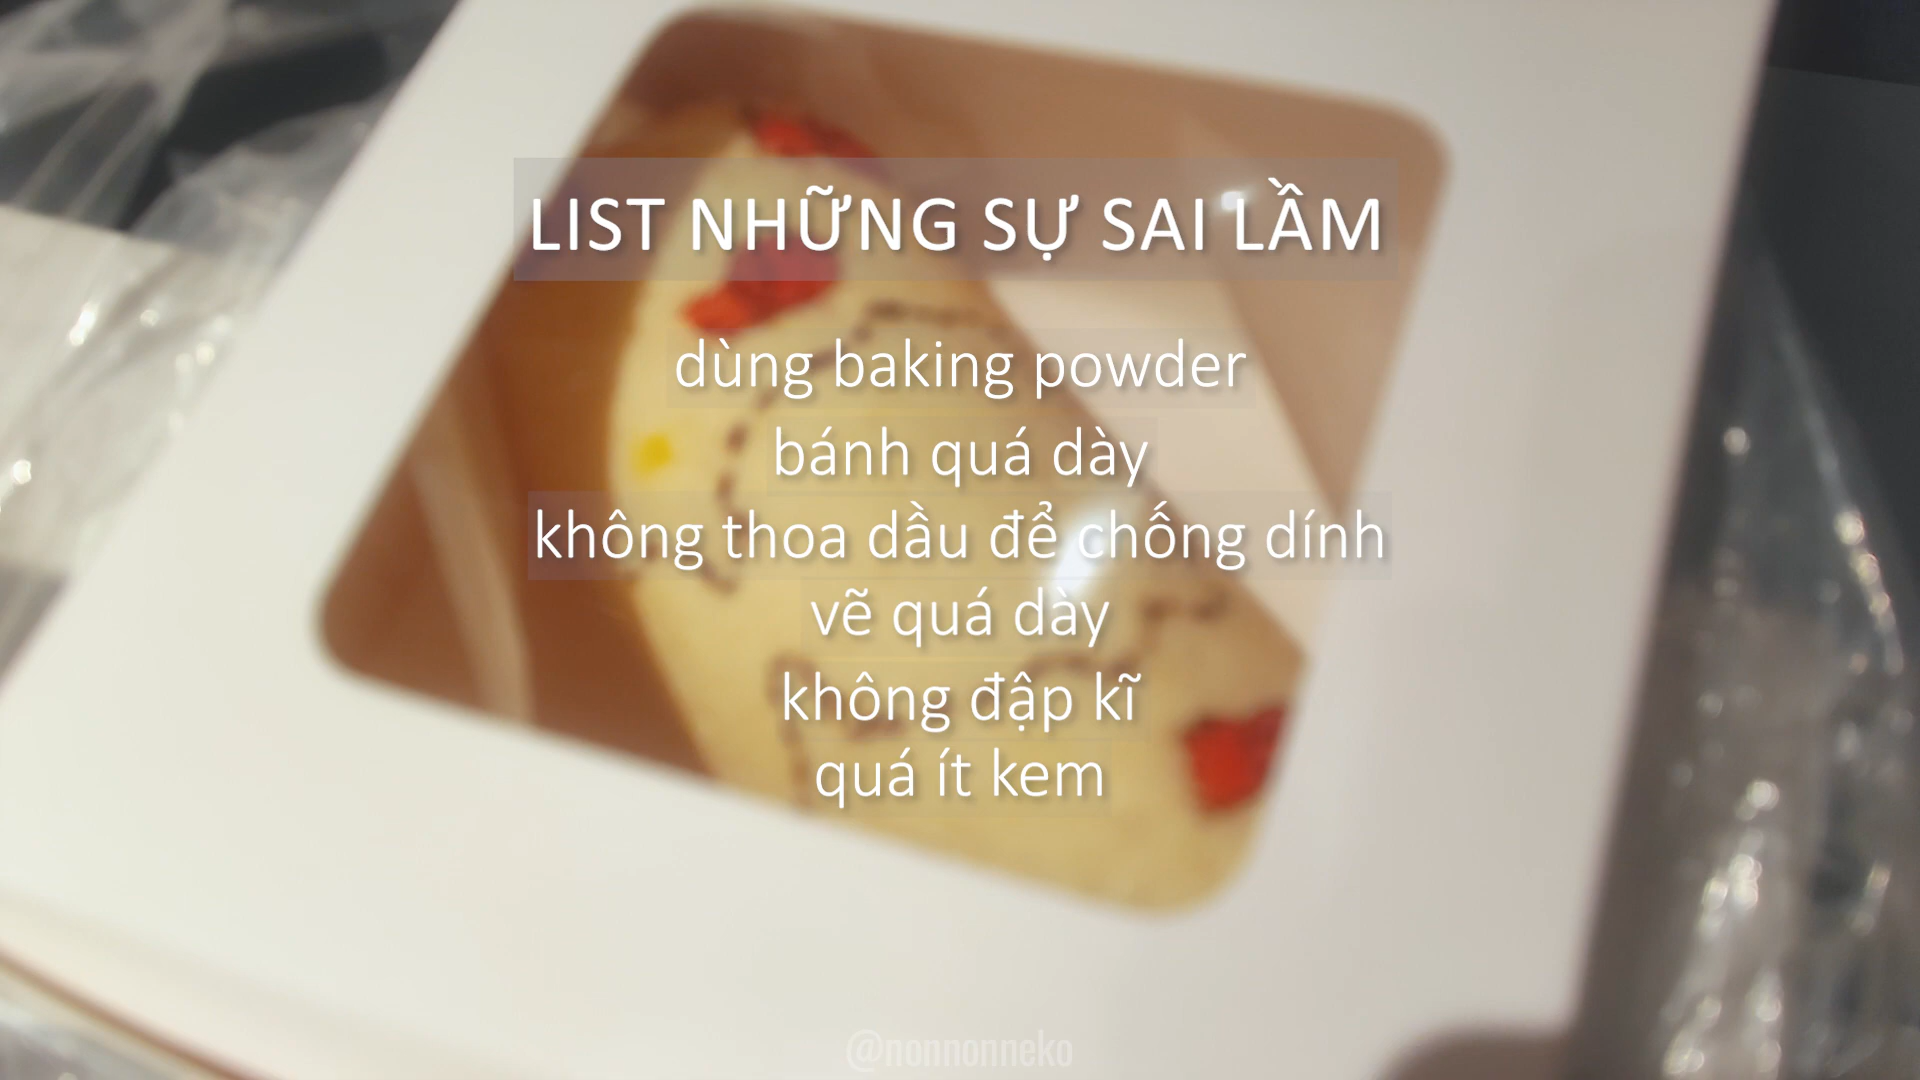 LIST NHỮNG SỰ SAI LẦM
dùng baking powder
bánh quá dày
không thoa dầu để chống dính
vẽ quá dày
không đập kĩ
quá ít kem
@nonnonneko